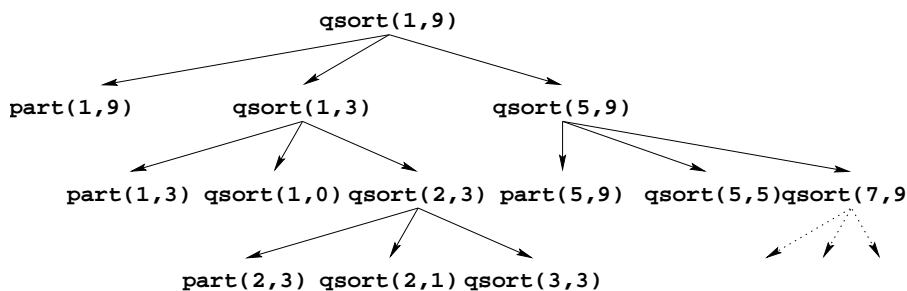 qsort(1,9)
part(1,9) qsort(1,3) qsort(5,9)
part(1,3) qsort(1,0) qsort(2,3) part(5,9) qsort(5,5) qsort(7,9
part(2,3) qsort(2,1) qsort(3,3)